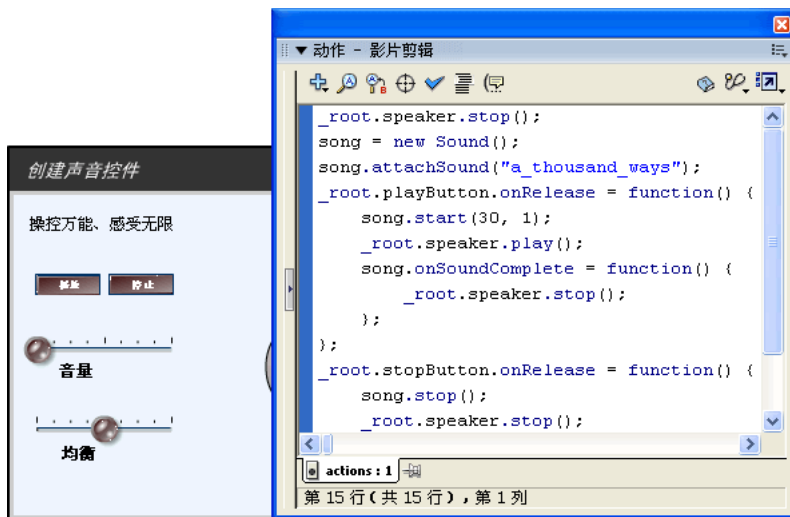 创建声音控件
操控万能、感受无限
播放 停止
音量
均衡
动作 - 影片剪辑
_root.speaker.stop();
song = new Sound();
song.attachSound("a_thousand_ways");
_root.playButton.onRelease = function() {
    song.start(30, 1);
    _root.speaker.play();
    song.onSoundComplete = function() {
        _root.speaker.stop();
    };
};
_root.stopButton.onRelease = function() {
    song.stop();
    _root.speaker.stop();
actions : 1
第 15 行(共 15 行),第 1 列